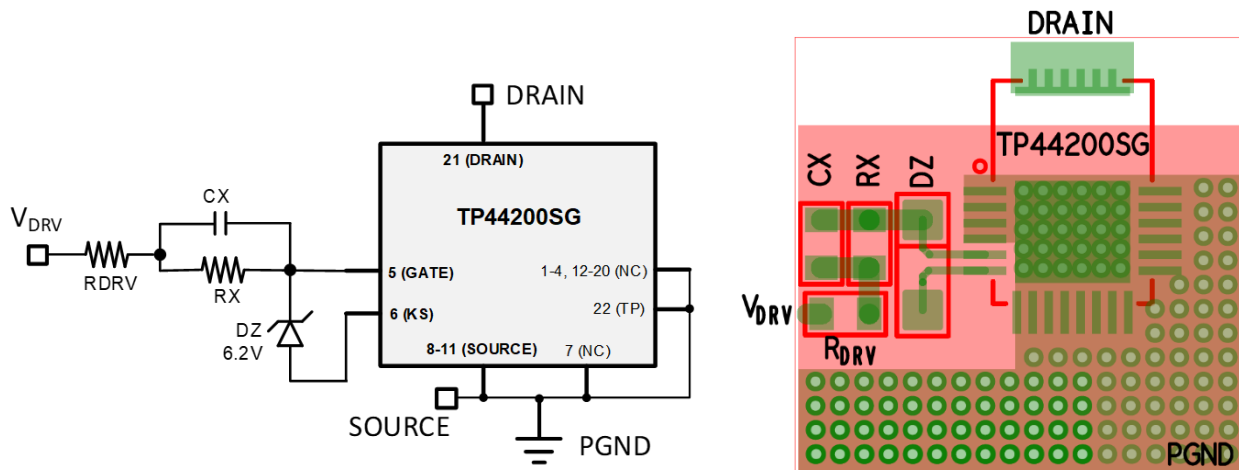 DRAIN
21 (DRAIN)
TP44200SG
CX
VDRV
RDRV
RX
5 (GATE)
1-4, 12-20 (NC)
6 (KS)
22 (TP)
DZ
6.2V
8-11 (SOURCE)
7 (NC)
SOURCE
PGND
DRAIN
TP44200SG
CX
RX
DZ
VDRV
RDRV
PGND